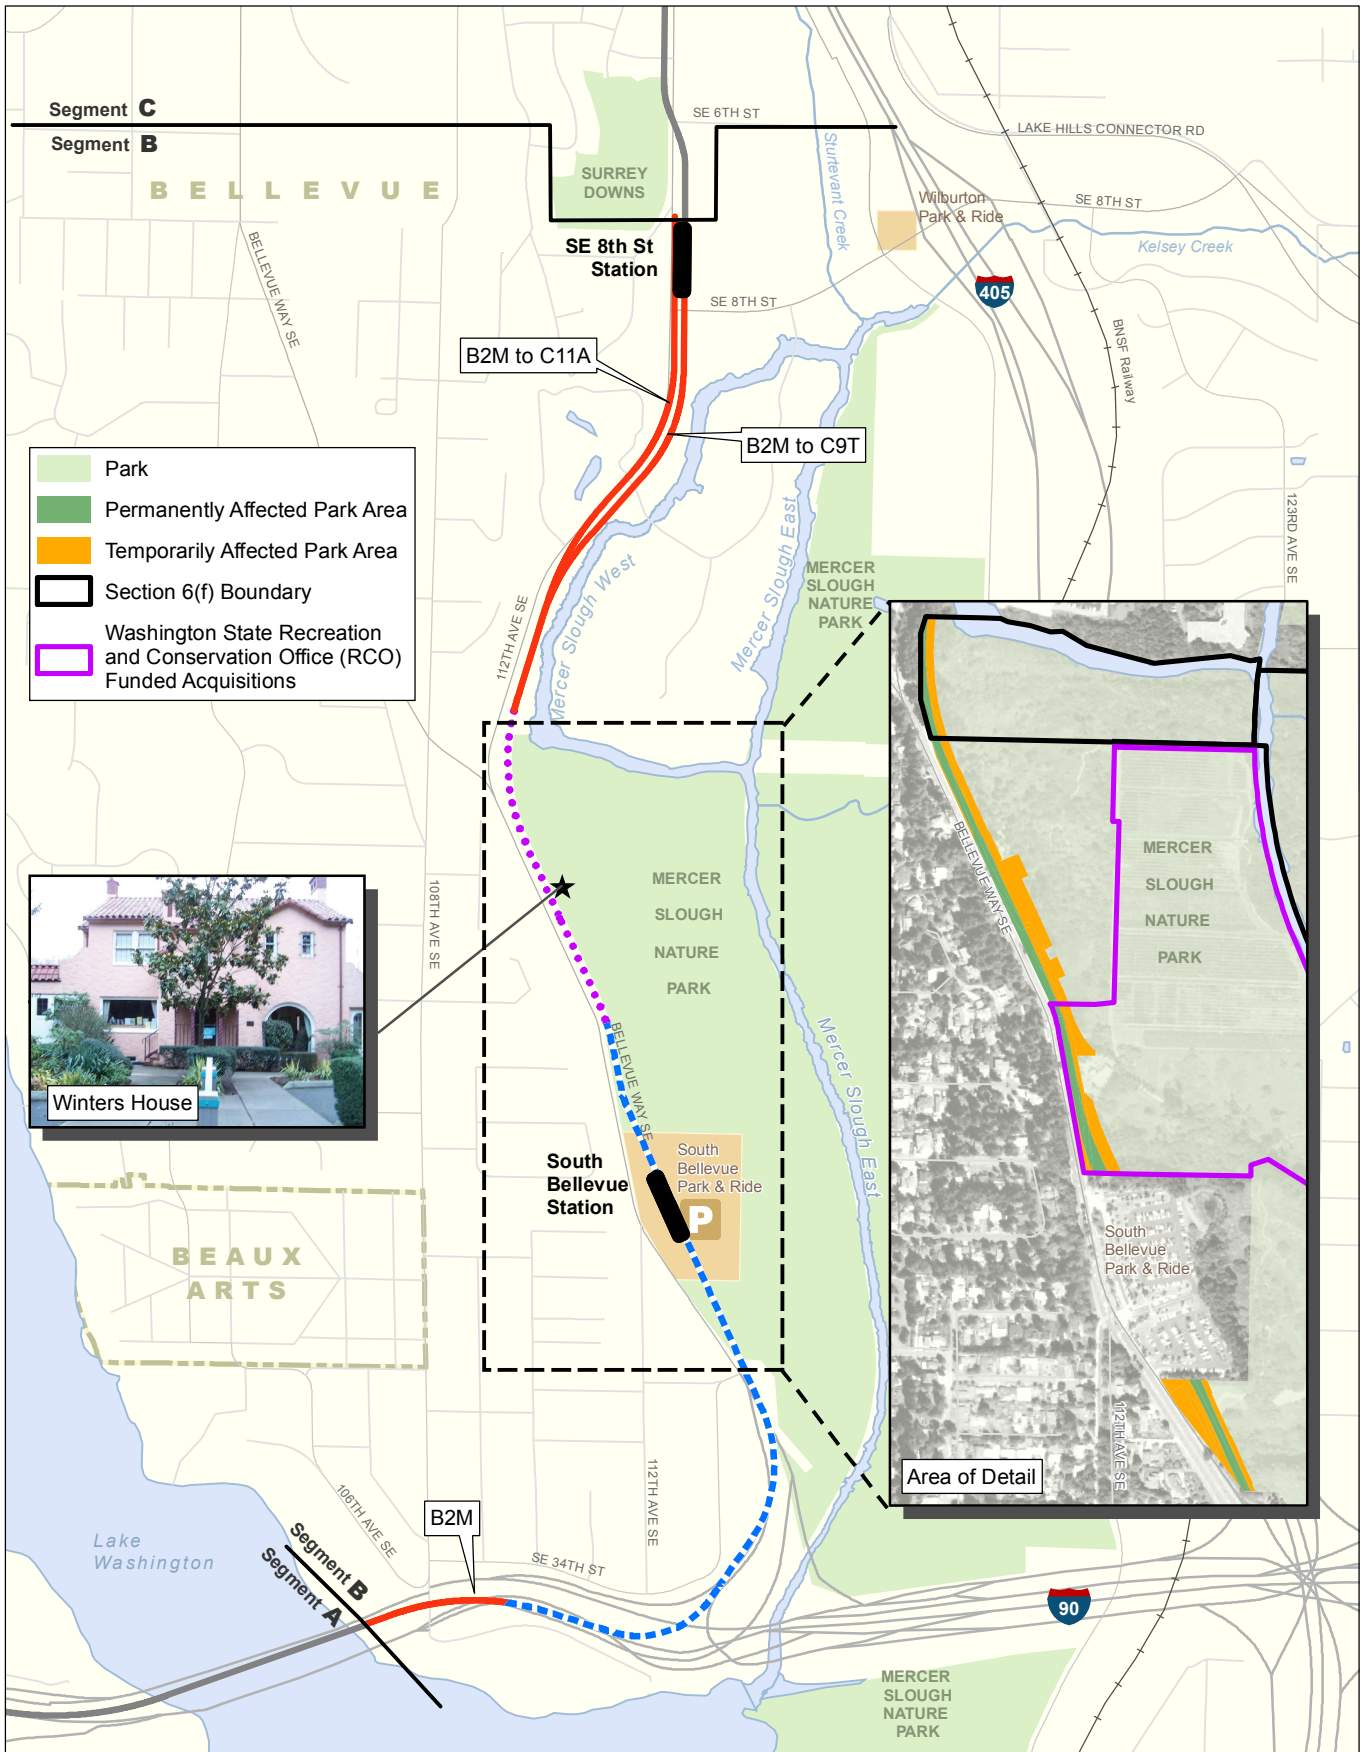 Segment C
Segment B
BELLEVUE
SURREY
DOWNS
SE 6TH ST
LAKE HILLS CONNECTOR RD
Sturtevant Creek
Wilburton
Park & Ride
SE 8TH ST
Kelsey Creek
BELLEVUE WAY SE
SE 8th St
Station
SE 8TH ST
405
BNSF Railway
B2M to C11A
B2M to C9T
Park
Permanently Affected Park Area
Temporarily Affected Park Area
Section 6(f) Boundary
Washington State Recreation
and Conservation Office (RCO)
Funded Acquisitions
123RD AVE SE
Mercer Slough East
Mercer Slough West
MERCER
SLOUGH
NATURE
PARK
112TH AVE SE
BELLEVUE WAY SE
MERCER
SLOUGH
NATURE
PARK
MERCER
SLOUGH
NATURE
PARK
108TH AVE SE
Winters House
BELLEVUE WAY SE
Mercer Slough East
South
Bellevue
Station
South
Bellevue
Park & Ride
P
BEAUX
ARTS
South
Bellevue
Park & Ride
112TH AVE SE
Area of Detail
112TH AVE SE
106TH AVE SE
B2M
SE 34TH ST
Lake
Washington
Segment B
Segment A
90
MERCER
SLOUGH
NATURE
PARK